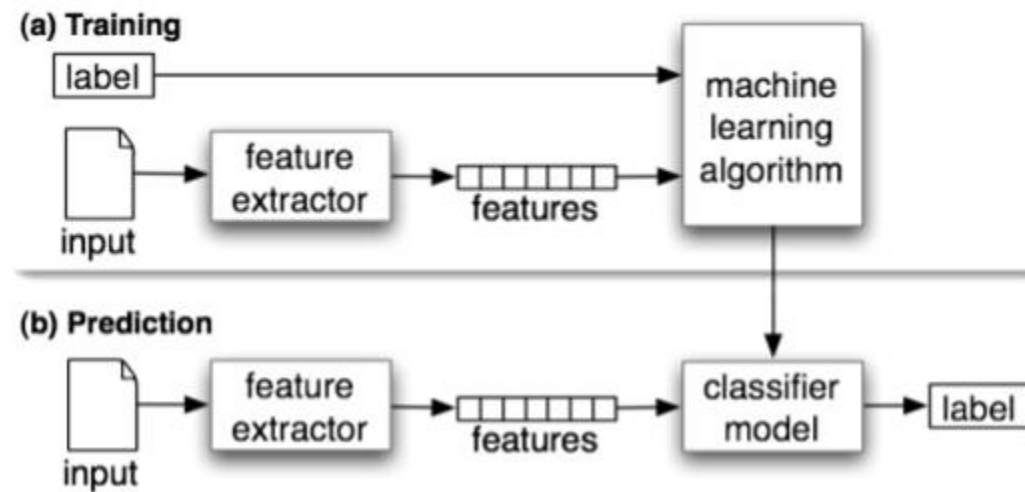 (a) Training
label
machine
learning
algorithm
feature
extractor
features
input
(b) Prediction
feature
extractor
features
classifier
model
label
input